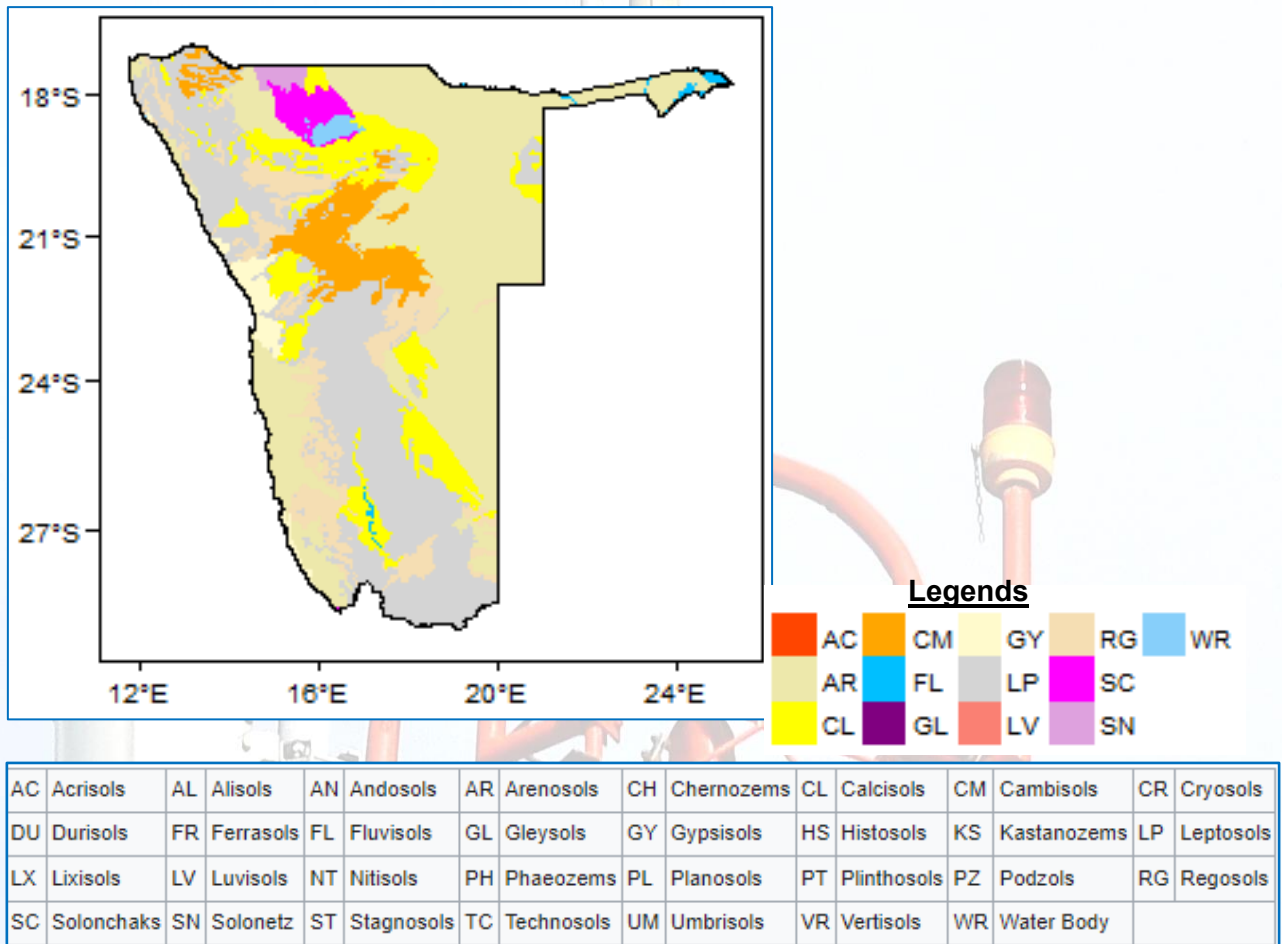 18°S
21°S
24°S
27°S
12°E 16°E 20°E 24°E
Legends
AC CM GY RG WR
AR FL LP SC
CL GL LV SN
AC Acrisols AL Alisols AN Andosols AR Arenosols CH Chernozems CL Calcisols CM Cambisols CR Cryosols
DU Durisols FR Ferrasols FL Fluvisols GL Gleysols GY Gypsisols HS Histosols KS Kastanozems LP Leptosols
LX Lixisols LV Luvisols NT Nitisols PH Phaeozems PL Planosols PT Plinthosols PZ Podzols RG Regosols
SC Solonchaks SN Solonetz ST Stagnosols TC Technosols UM Umbrisols VR Vertisols WR Water Body